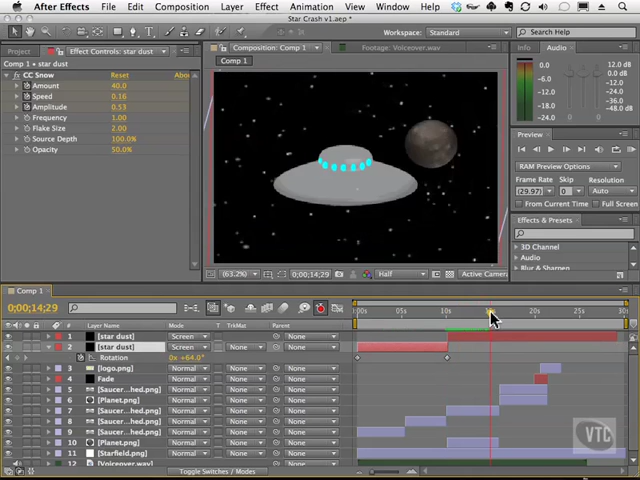 After Effects File Edit Composition Layer Effect Animation View Window Help
Star Crash v1.aep *
Workspace: Standard Search Help
Project Effect Controls: star dust Composition: Comp 1 Footage: Voiceover.wav Info Audio
Comp 1 • star dust
Comp 1
CC Snow Reset Abou
Amount 40.0
Speed 0.16
Amplitude 0.53
Frequency 1.00
Flake Size 2.00
Source Depth 100.0%
Opacity 50.0%
0.0 12.0 dB
-6.0 0.0
-12.0 -12.0
-18.0 -24.0
-24.0 -48.0 dB
Preview
RAM Preview Options
Frame Rate Skip Resolution
(29.97) 0 Auto
From Current Time Full Screen
Effects & Presets
Animation Presets
3D Channel
Audio
Blur & Sharpen
(63.2%) 0;00;14;29 Half Active Camera
Comp 1
0;00;14;29
:00s 05s 10s 15s 20s 25s 30s
# Layer Name Mode T TrkMat Parent
1 [star dust] Screen None
2 [star dust] Screen None None
Rotation 0x +64.0°
3 [logo.png] Normal None None
4 Fade Normal None None
5 [Saucer...hed.png] Normal None None
6 [Planet.png] Normal None None
7 [Saucer...hed.png] Normal None None
8 [Saucer...hed.png] Normal None None
9 [Saucer...hed.png] Normal None None
10 [Planet.png] Normal None None
11 [Starfield.png] Normal None None
12 [Voiceover.wav] None
Toggle Switches / Modes
VTC